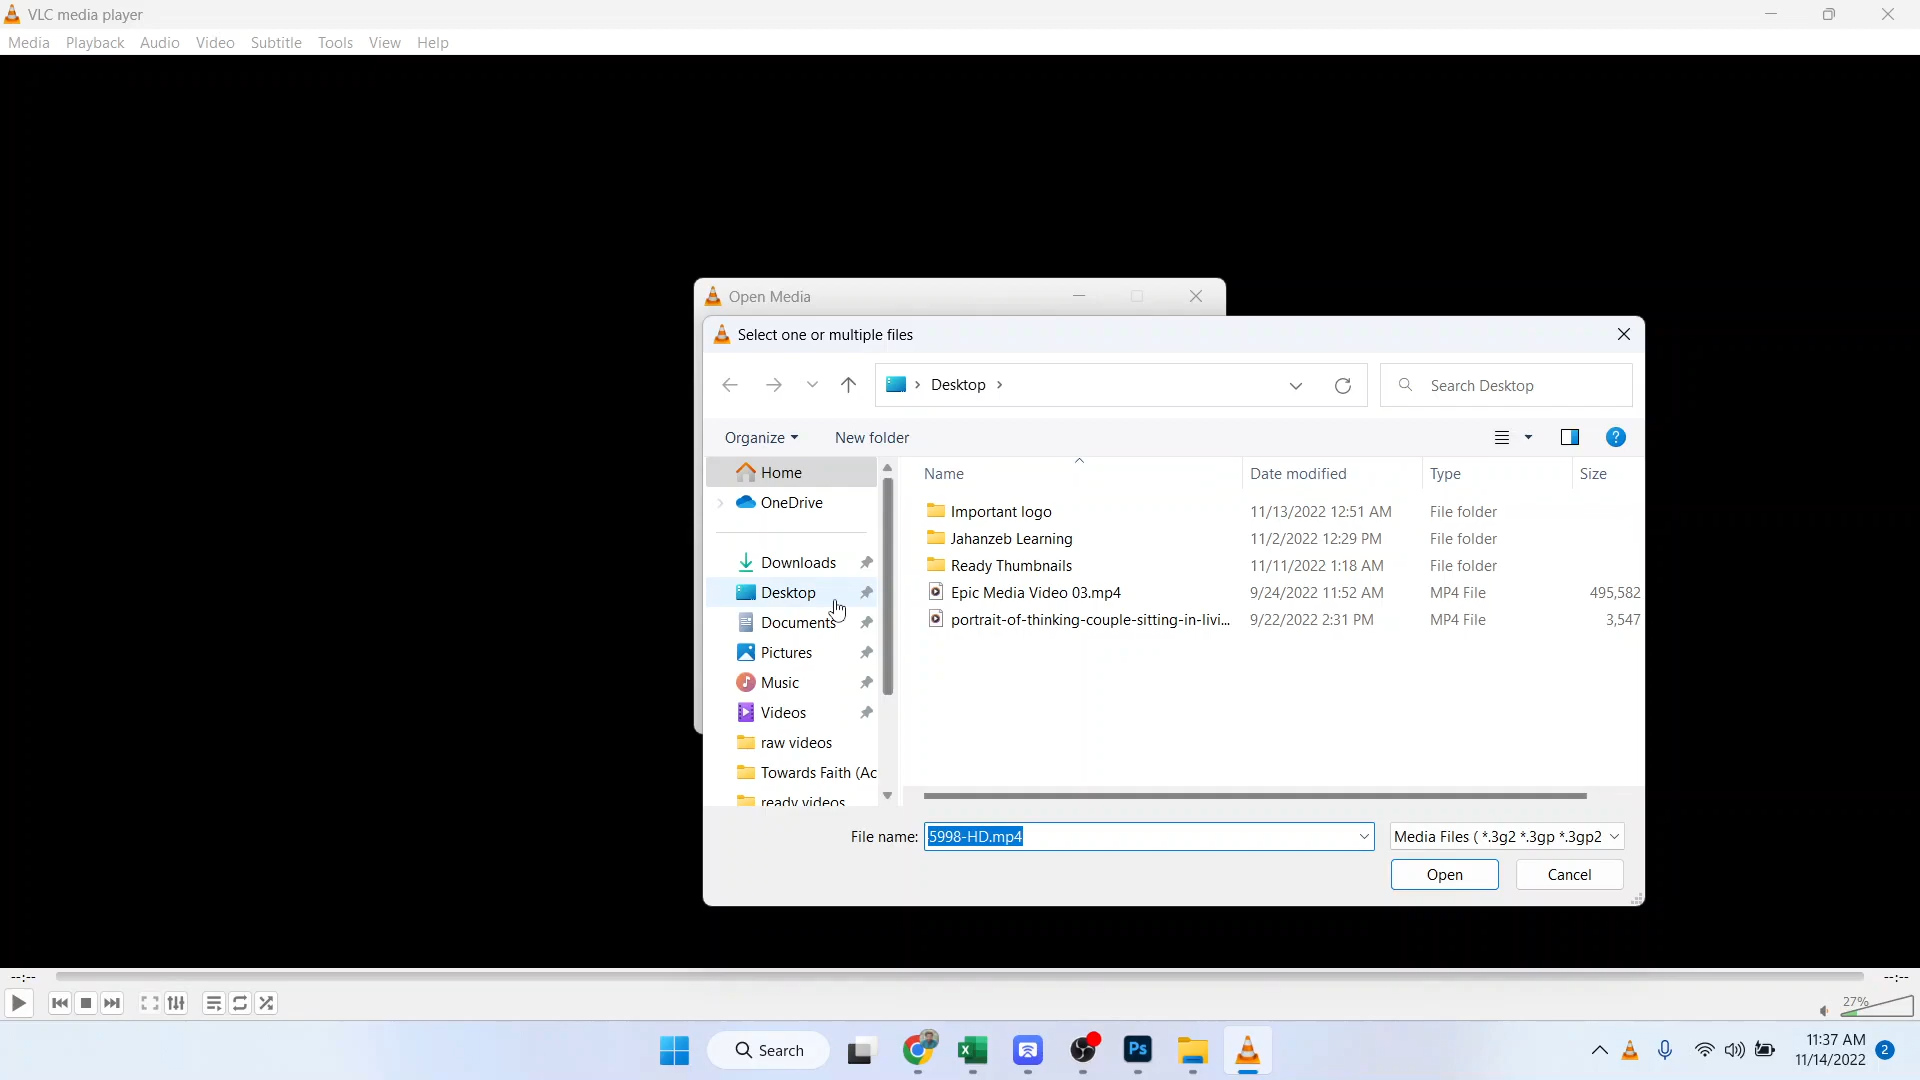 VLC media player
Media Playback Audio Video Subtitle Tools View Help
Open Media
Select one or multiple files
Desktop
Search Desktop
Organize New folder
Home
OneDrive
Downloads
Desktop
Documents
Pictures
Music
Videos
raw videos
Towards Faith (Ac
ready videos
Name Date modified Type Size
Important logo 11/13/2022 12:51 AM File folder
Jahanzeb Learning 11/2/2022 12:29 PM File folder
Ready Thumbnails 11/11/2022 1:18 AM File folder
Epic Media Video 03.mp4 9/24/2022 11:52 AM MP4 File 495,582
portrait-of-thinking-couple-sitting-in-livi... 9/22/2022 2:31 PM MP4 File 3,547
File name: 5998-HD.mp4 Media Files ( *.3g2 *.3gp *.3gp2
Open Cancel
--:-- --:--
27%
Search
Ps
11:37 AM
11/14/2022 2